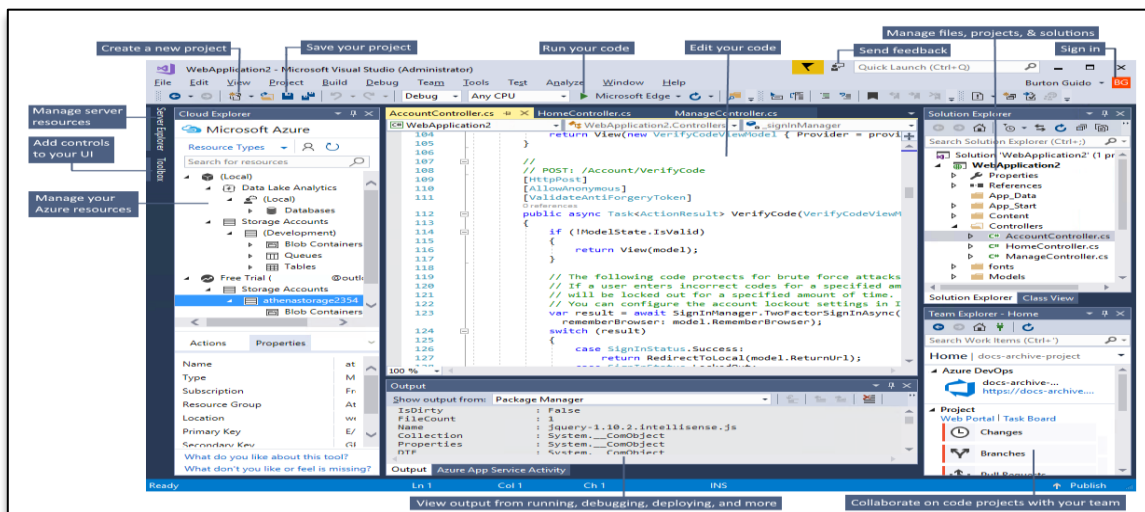 Manage files, projects, & solutions
Create a new project
Save your project
Run your code
Edit your code
Send feedback
Sign in
WebApplication2 - Microsoft Visual Studio (Administrator)
Quick Launch (Ctrl+Q)
File Edit View Project Build Debug Team Tools Test Analyze Window Help
Burton Guido
BG
Debug Any CPU Microsoft Edge
Manage server
resources
Add controls
to your UI
Manage your
Azure resources
Server Explorer
Toolbox
Cloud Explorer
Microsoft Azure
Resource Types
Search for resources
(Local)
Data Lake Analytics
(Local)
Databases
Storage Accounts
(Development)
Blob Containers
Queues
Tables
Free Trial ( @outl
Storage Accounts
athenastorage2354
Blob Containers
Actions Properties
Name at
Type M
Subscription Fr
Resource Group At
Location
Primary Key E/
Secondary Key GI
What do you like about this tool?
What don't you like or feel is missing?
AccountController.cs HomeController.cs ManageController.cs
WebApplication2 WebApplication2.Controllers _signInManager
104 return View(new VerifyCodeViewModel { Provider = provi
105 }
106
107 //
108 // POST: /Account/VerifyCode
109 [HttpPost]
110 [AllowAnonymous]
111 [ValidateAntiForgeryToken]
0 references
112 public async Task<ActionResult> VerifyCode(VerifyCodeViewM
113 {
114 if (!ModelState.IsValid)
115 {
116 return View(model);
117 }
118
119 // The following code protects for brute force attacks
120 // If a user enters incorrect codes for a specified am
121 // will be locked out for a specified amount of time.
122 // You can configure the account lockout settings in I
123 var result = await SignInManager.TwoFactorSignInAsync(
rememberBrowser: model.RememberBrowser);
124 switch (result)
125 {
126 case SignInStatus.Success:
127 return RedirectToLocal(model.ReturnUrl);
case SignInStatus.LockedOut:
100 %
Output
Show output from: Package Manager
IsDirty : False
FileCount : 1
Name : jquery-1.10.2.intellisense.js
Collection : System.__ComObject
Properties : System.__ComObject
DTE : System.__ComObject
Output Azure App Service Activity
Solution Explorer
Search Solution Explorer (Ctrl+;)
Solution 'WebApplication2' (1 pr
WebApplication2
Properties
References
App_Data
App_Start
Content
Controllers
AccountController.cs
HomeController.cs
ManageController.cs
fonts
Models
Solution Explorer Class View
Team Explorer - Home
Search Work Items (Ctrl+')
Home | docs-archive-project
Azure DevOps
docs-archive-...
https://docs-archive....
Project
Web Portal | Task Board
Changes
Branches
Pull Requests
Ready Ln 1 Col 1 Ch 1 INS Publish
View output from running, debugging, deploying, and more
Collaborate on code projects with your team